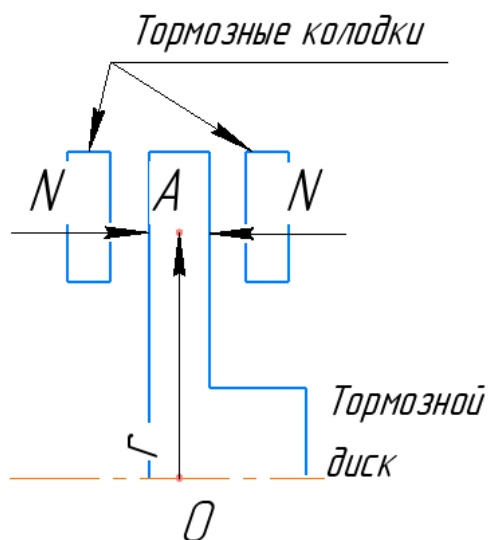 Тормозные колодки
N A N
r
Тормозной
диск
O